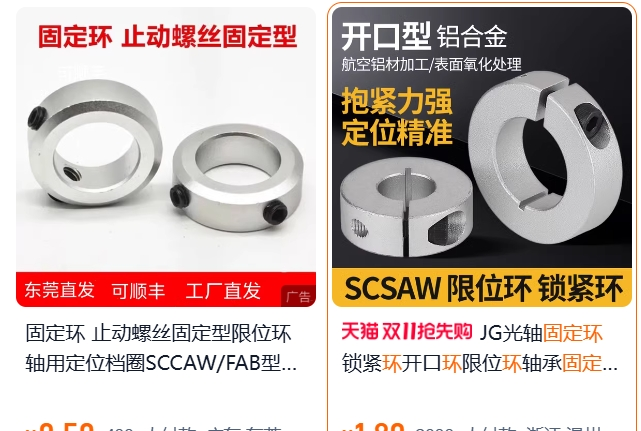 固定环 止动螺丝固定型
东莞直发 可顺丰 工厂直发
广告
固定环 止动螺丝固定型限位环
轴用定位档圈SCCAW/FAB型...
开口型 铝合金
航空铝材加工/表面氧化处理
抱紧力强
定位精准
SCSAW 限位环 锁紧环
天猫 双11抢先购 JG光轴固定环
锁紧环开口环限位环轴承固定...